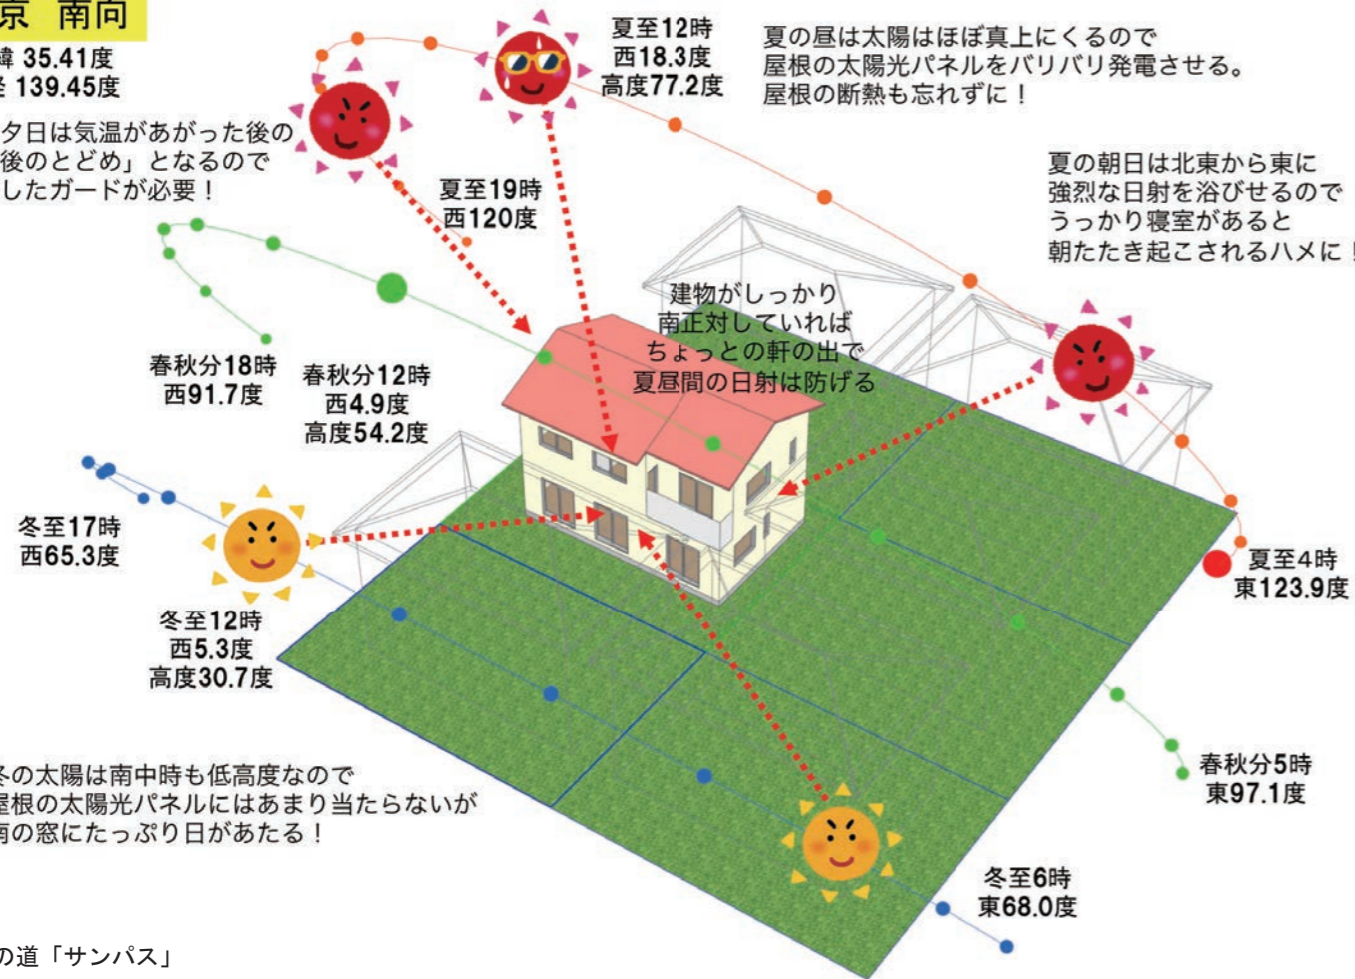 京 南向
緯 35.41度
経 139.45度
夕日は気温があがった後の
後のとどめ」となるので
したガードが必要！
夏至12時
西18.3度
高度77.2度
夏の昼は太陽はほぼ真上にくるので
屋根の太陽光パネルをバリバリ発電させる。
屋根の断熱も忘れずに！
夏至19時
西120度
夏の朝日は北東から東に
強烈な日射を浴びせるので
うっかり寝室があると
朝たたき起こされるハメに！
建物がしっかり
南正対していれば
ちょっとの軒の出で
夏昼間の日射は防げる
春秋分18時
西91.7度
春秋分12時
西4.9度
高度54.2度
冬至17時
西65.3度
冬至12時
西5.3度
高度30.7度
夏至4時
東123.9度
春秋分5時
東97.1度
冬至6時
東68.0度
冬の太陽は南中時も低高度なので
屋根の太陽光パネルにはあまり当たらないが
南の窓にたっぷり日があたる！
の道「サンパス」